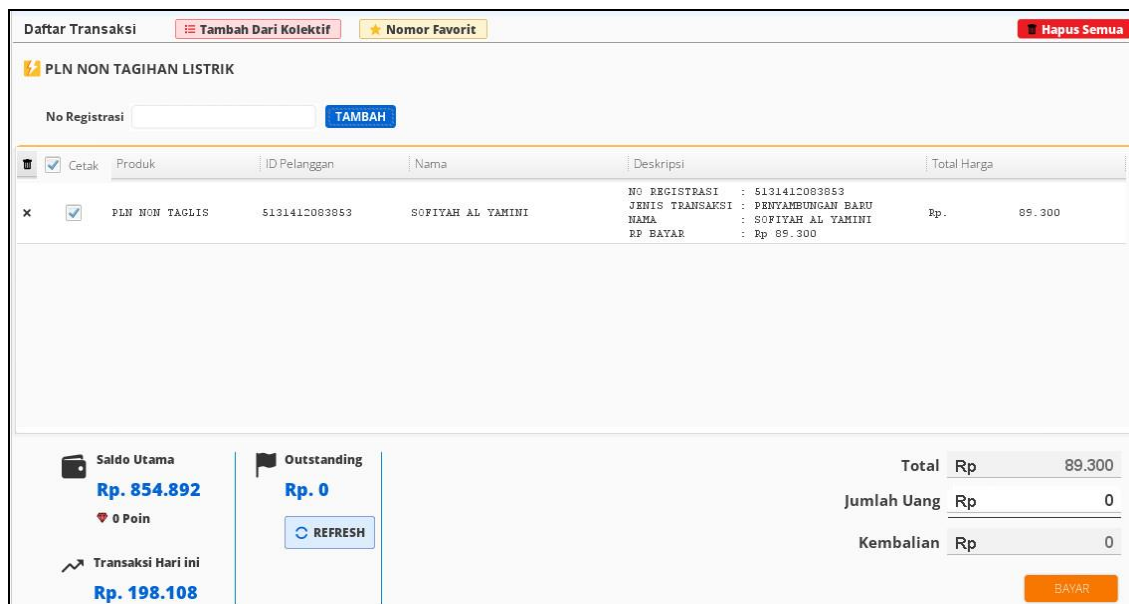 Daftar Transaksi Tambah Dari Kolektif Nomor Favorit Hapus Semua
PLN NON TAGIHAN LISTRIK
No Registrasi TAMBAH
Cetak Produk ID Pelanggan Nama Deskripsi Total Harga
NO REGISTRASI : 5131412083853
JENIS TRANSAKSI : PENYAMBUNGAN BARU
× PLN NON TAGLIS 5131412083853 SOFIYAH AL YAMINI Rp. 89.300
NAMA : SOFIYAH AL YAMINI
RP BAYAR : Rp 89.300
Saldo Utama Outstanding Total Rp 89.300
Rp. 854.892 Rp. 0 Jumlah Uang Rp 0
0 Poin REFRESH
Kembalian Rp 0
Transaksi Hari ini
Rp. 198.108 BAYAR